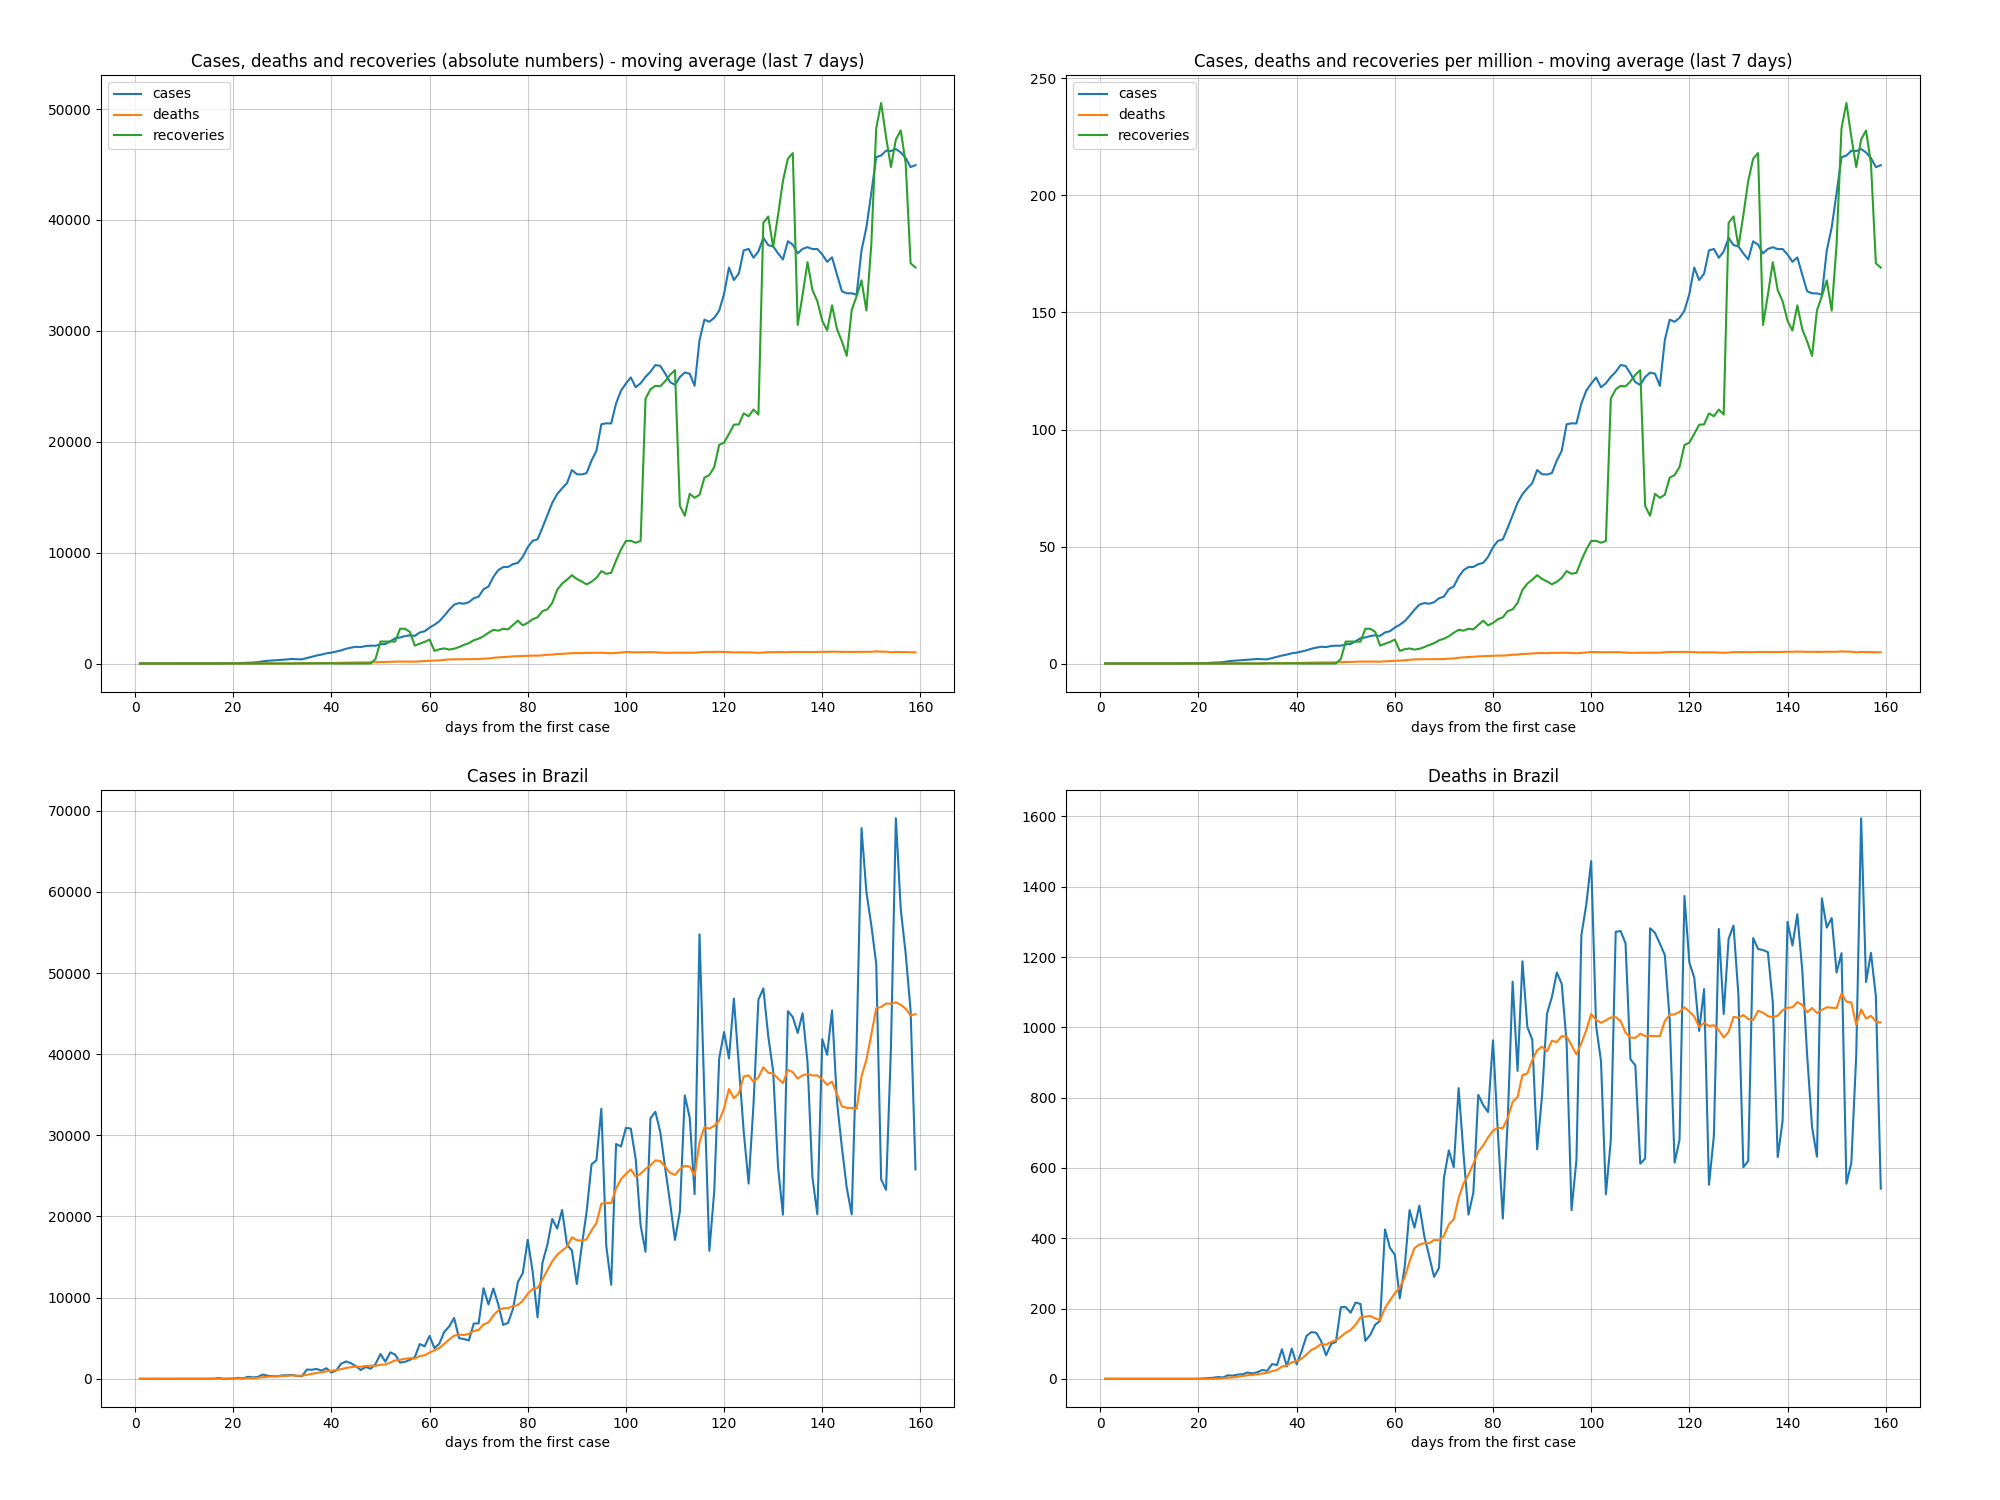 Cases, deaths and recoveries (absolute numbers) - moving average (last 7 days)
cases
deaths
recoveries
50000
40000
30000
20000
10000
0
0 20 40 60 80 100 120 140 160
days from the first case
Cases, deaths and recoveries per million - moving average (last 7 days)
cases
deaths
recoveries
250
200
150
100
50
0
0 20 40 60 80 100 120 140 160
days from the first case
Cases in Brazil
70000
60000
50000
40000
30000
20000
10000
0
0 20 40 60 80 100 120 140 160
days from the first case
Deaths in Brazil
1600
1400
1200
1000
800
600
400
200
0
0 20 40 60 80 100 120 140 160
days from the first case